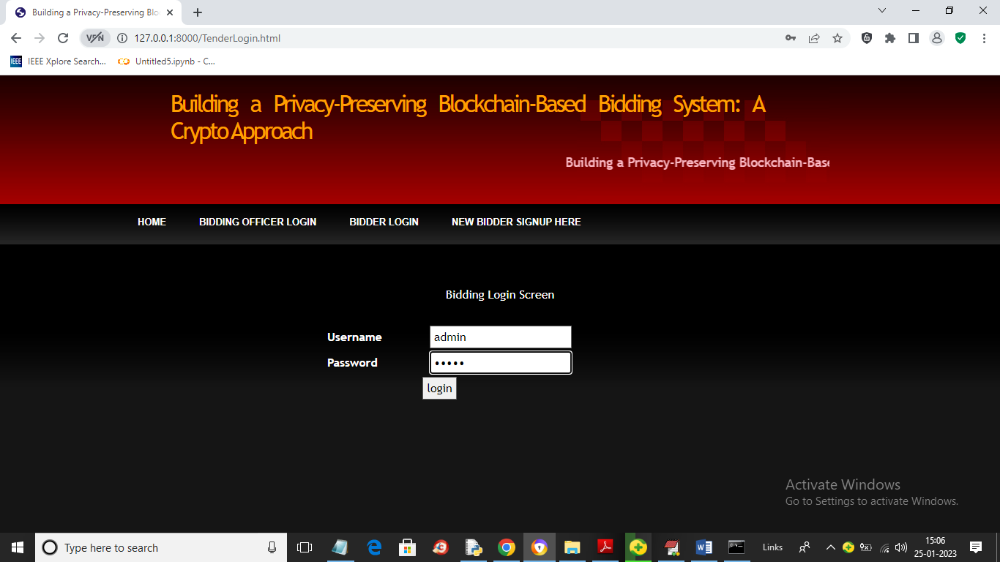 Building a Privacy-Preserving Blo
127.0.0.1:8000/TenderLogin.html
VPN
IEEE IEEE Xplore Search... Untitled5.ipynb - C...
Building a Privacy-Preserving Blockchain-Based Bidding System: A
Crypto Approach
Building a Privacy-Preserving Blockchain-Base
HOME BIDDING OFFICER LOGIN BIDDER LOGIN NEW BIDDER SIGNUP HERE
Bidding Login Screen
Username admin
Password •••••
login
Activate Windows
Go to Settings to activate Windows.
Type here to search
Links
15:06
25-01-2023